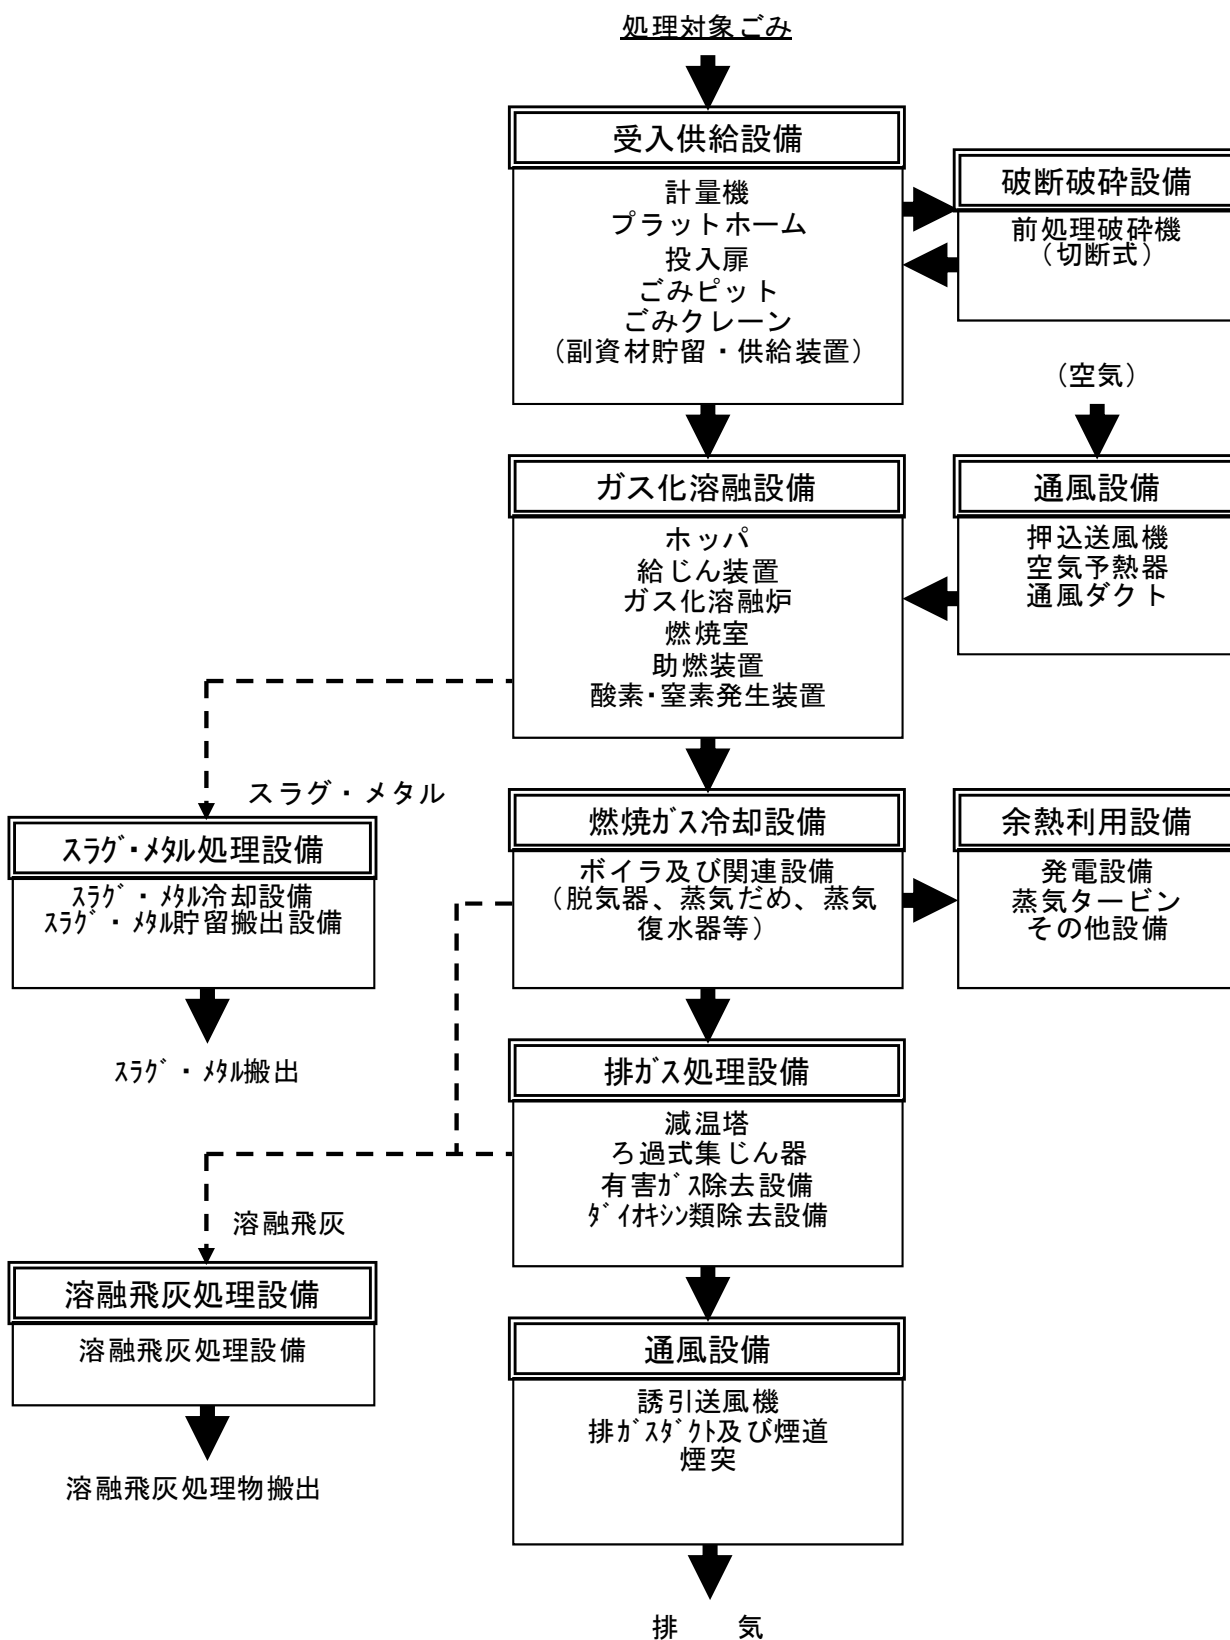 処理対象ごみ
受入供給設備
計量機
プラットホーム
投入扉
ごみピット
ごみクレーン
（副資材貯留・供給装置）
破断破砕設備
前処理破砕機
（切断式）
（空気）
ガス化溶融設備
ホッパ
給じん装置
ガス化溶融炉
燃焼室
助燃装置
酸素・窒素発生装置
通風設備
押込送風機
空気予熱器
通風ダクト
スラグ・メタル
ｽﾗｸﾞ・ﾒﾀﾙ処理設備
ｽﾗｸﾞ・ﾒﾀﾙ冷却設備
ｽﾗｸﾞ・ﾒﾀﾙ貯留搬出設備
ｽﾗｸﾞ・ﾒﾀﾙ搬出
燃焼ｶﾞｽ冷却設備
ボイラ及び関連設備
（脱気器、蒸気だめ、蒸気
復水器等）
余熱利用設備
発電設備
蒸気タービン
その他設備
排ｶﾞｽ処理設備
減温塔
ろ過式集じん器
有害ｶﾞｽ除去設備
ﾀﾞｲｵｷｼﾝ類除去設備
溶融飛灰
溶融飛灰処理設備
溶融飛灰処理設備
溶融飛灰処理物搬出
通風設備
誘引送風機
排ｶﾞｽﾀﾞｸﾄ及び煙道
煙突
排　　気